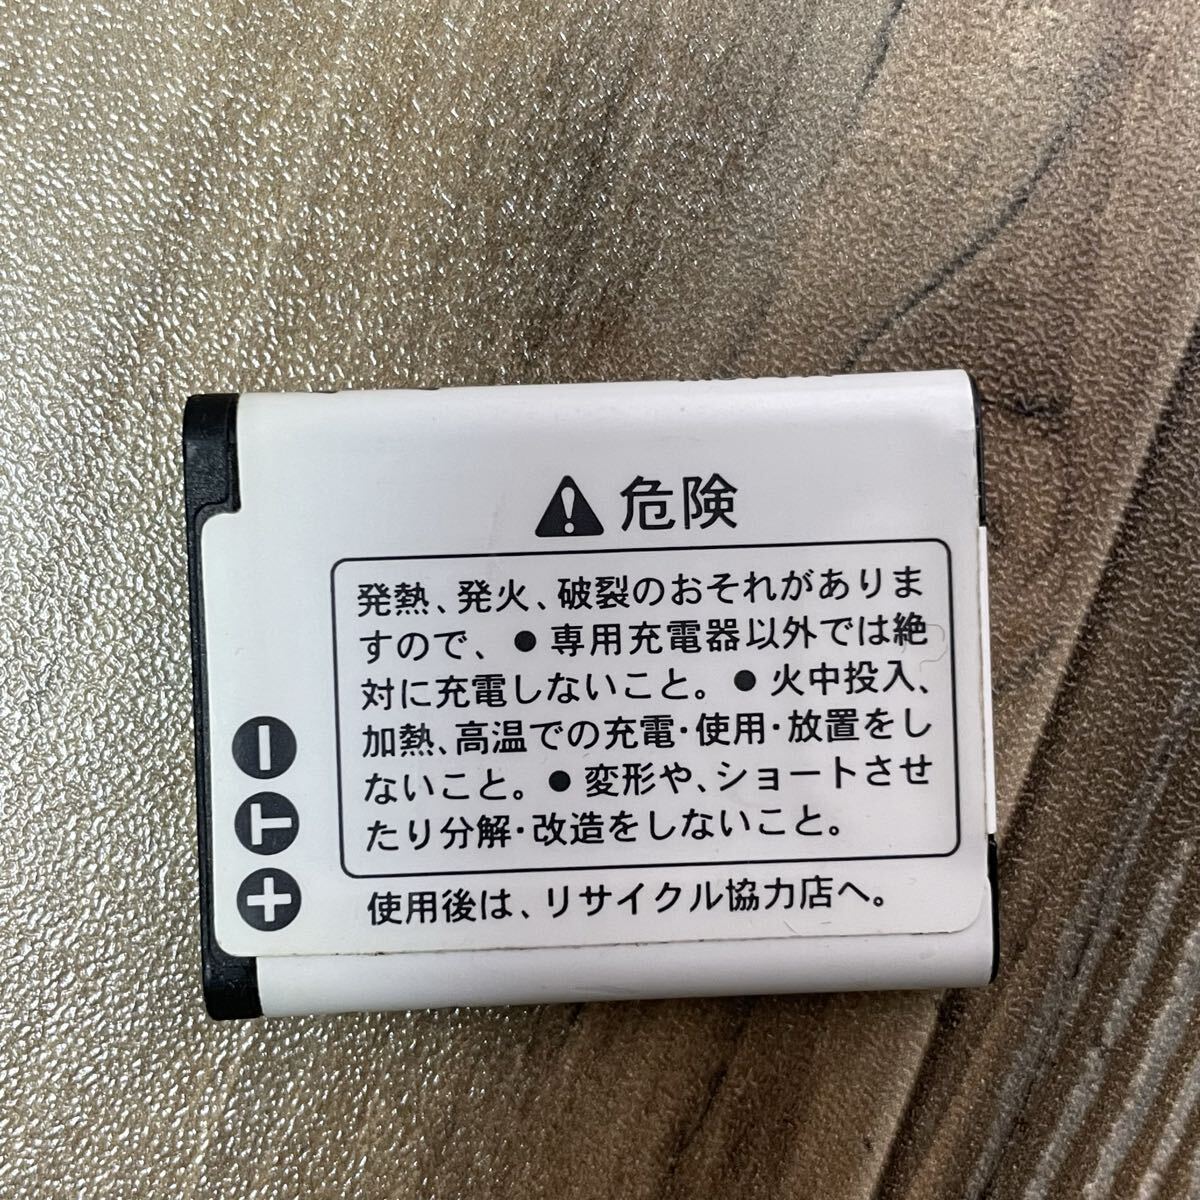 危険
発熱、発火、破裂のおそれがありま
すので、●専用充電器以外では絶
対に充電しないこと。●火中投入、
加熱、高温での充電・使用・放置をし
ないこと。●変形や、ショートさせ
たり分解・改造をしないこと。
使用後は、リサイクル協力店へ。
－
T
＋